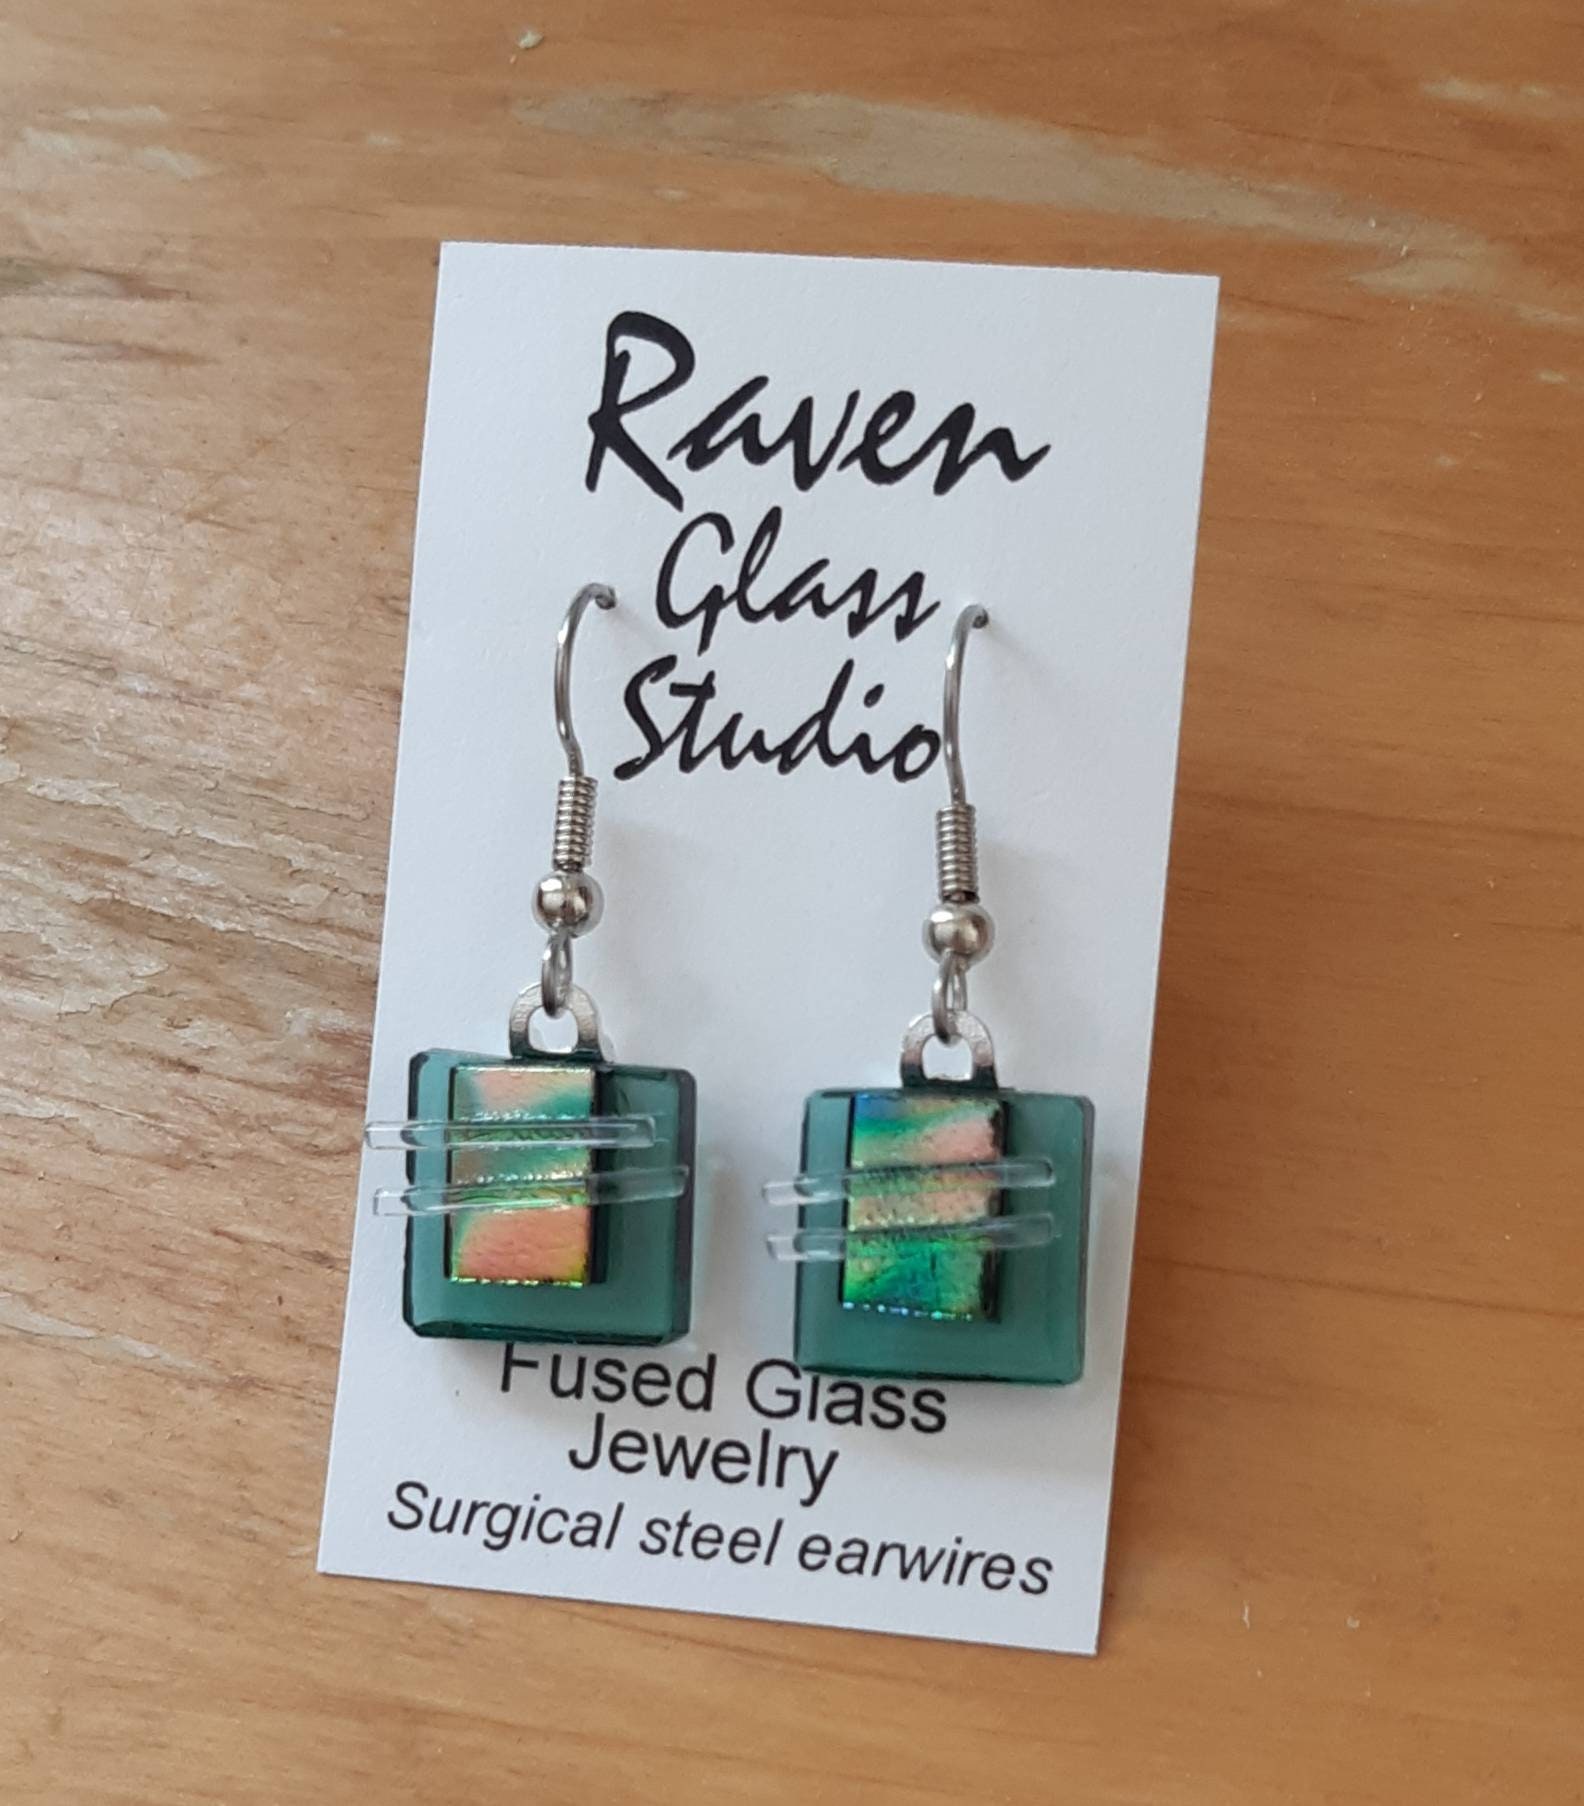 Raven
Glass
Studio
Fused Glass
Jewelry
Surgical steel earwires